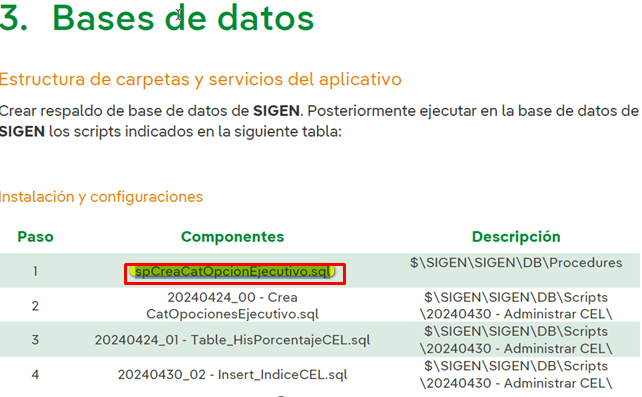 3. Bases de datos
Estructura de carpetas y servicios del aplicativo
Crear respaldo de base de datos de SIGEN. Posteriormente ejecutar en la base de datos de
SIGEN los scripts indicados en la siguiente tabla:
Instalación y configuraciones
Paso Componentes Descripción
1 spCreaCatOpcionEjecutivo.sql $\SIGEN\SIGEN\DB\Procedures
2 20240424_00 - Crea
CatOpocionesEjecutivo.sql
$\SIGEN\SIGEN\DB\Scripts
\20240430 - Administrar CEL\
3 20240424_01 - Table_HisPorcentajeCEL.sql
$\SIGEN\SIGEN\DB\Scripts
\20240430 - Administrar CEL\
4 20240430_02 - Insert_IndiceCEL.sql
$\SIGEN\SIGEN\DB\Scripts
\20240430 - Administrar CEL\